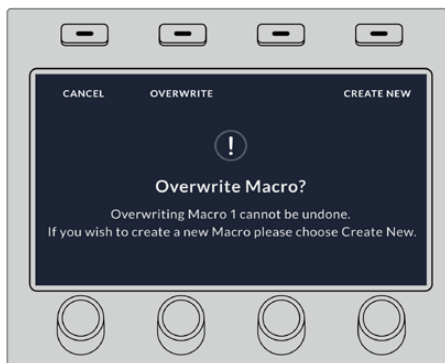 CANCEL OVERWRITE CREATE NEW
Overwrite Macro?
Overwriting Macro 1 cannot be undone.
If you wish to create a new Macro please choose Create New.